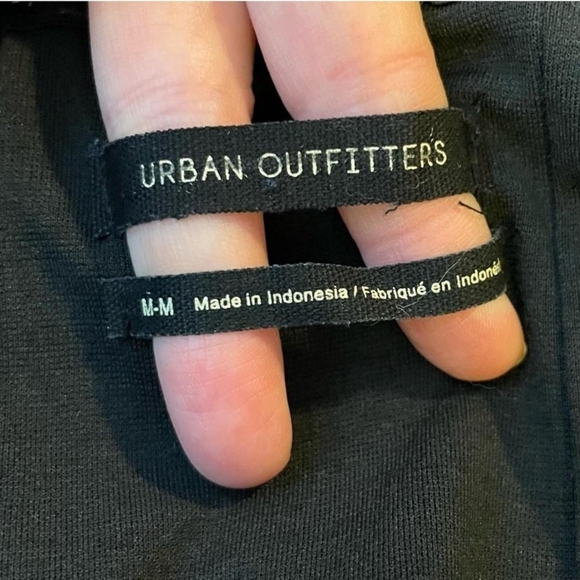 URBAN OUTFITTERS
M-M Made in Indonesia / Fabriqué en